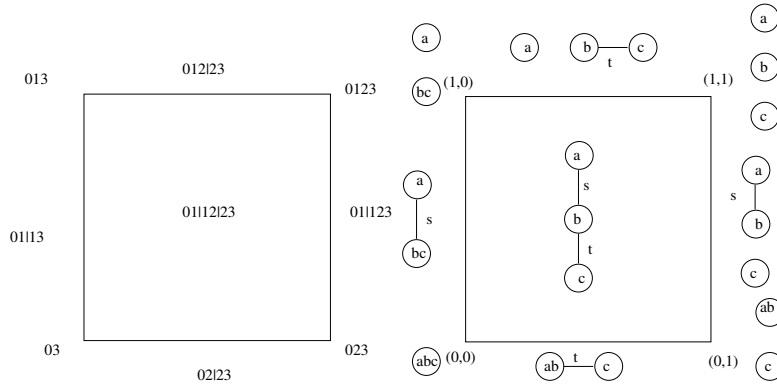 013
012|23
0123
01|13
01|12|23
01|123
03
02|23
023
a
bc
(1,0)
a
b
c
t
(1,1)
a
b
c
a
s
bc
a
s
b
t
c
a
s
b
c
ab
abc
(0,0)
ab
t
c
(0,1)
c